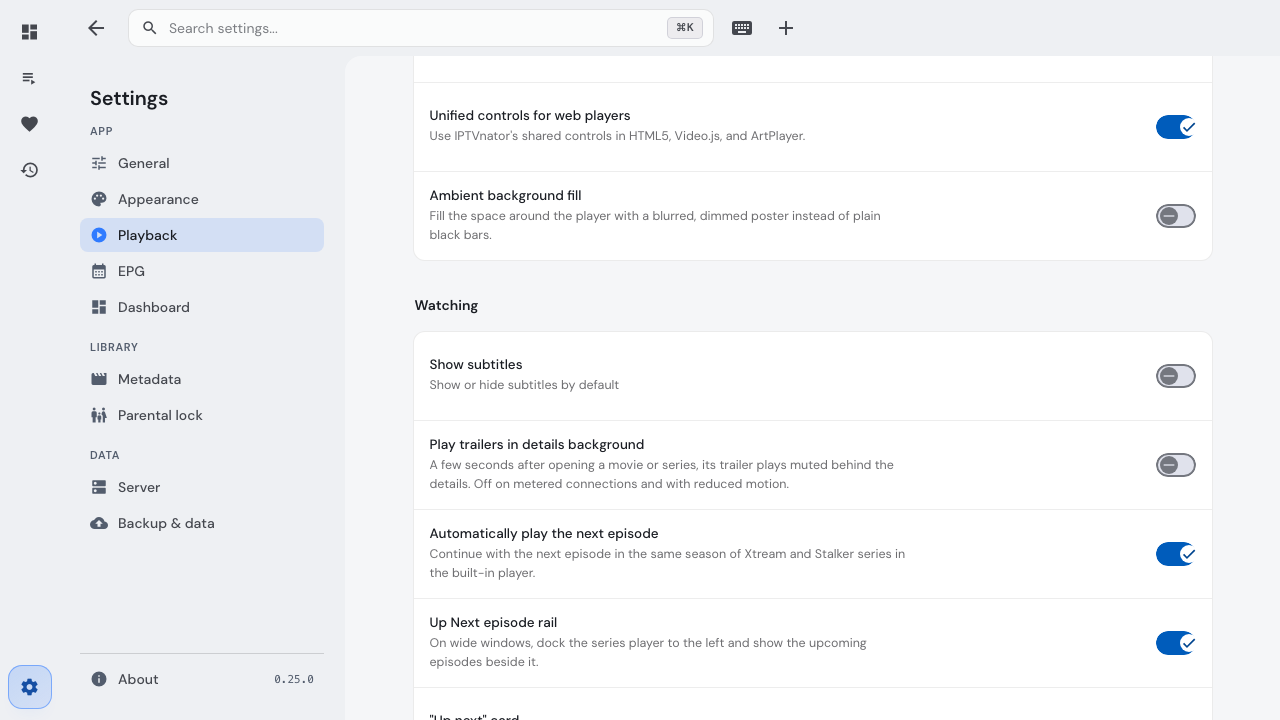 Search settings...
⌘K
Settings
APP
General
Appearance
Playback
EPG
Dashboard
LIBRARY
Metadata
Parental lock
DATA
Server
Backup & data
About
0.25.0
Unified controls for web players
Use IPTVnator's shared controls in HTML5, Video.js, and ArtPlayer.
Ambient background fill
Fill the space around the player with a blurred, dimmed poster instead of plain
black bars.
Watching
Show subtitles
Show or hide subtitles by default
Play trailers in details background
A few seconds after opening a movie or series, its trailer plays muted behind the
details. Off on metered connections and with reduced motion.
Automatically play the next episode
Continue with the next episode in the same season of Xtream and Stalker series in
the built-in player.
Up Next episode rail
On wide windows, dock the series player to the left and show the upcoming
episodes beside it.
"Up next" card